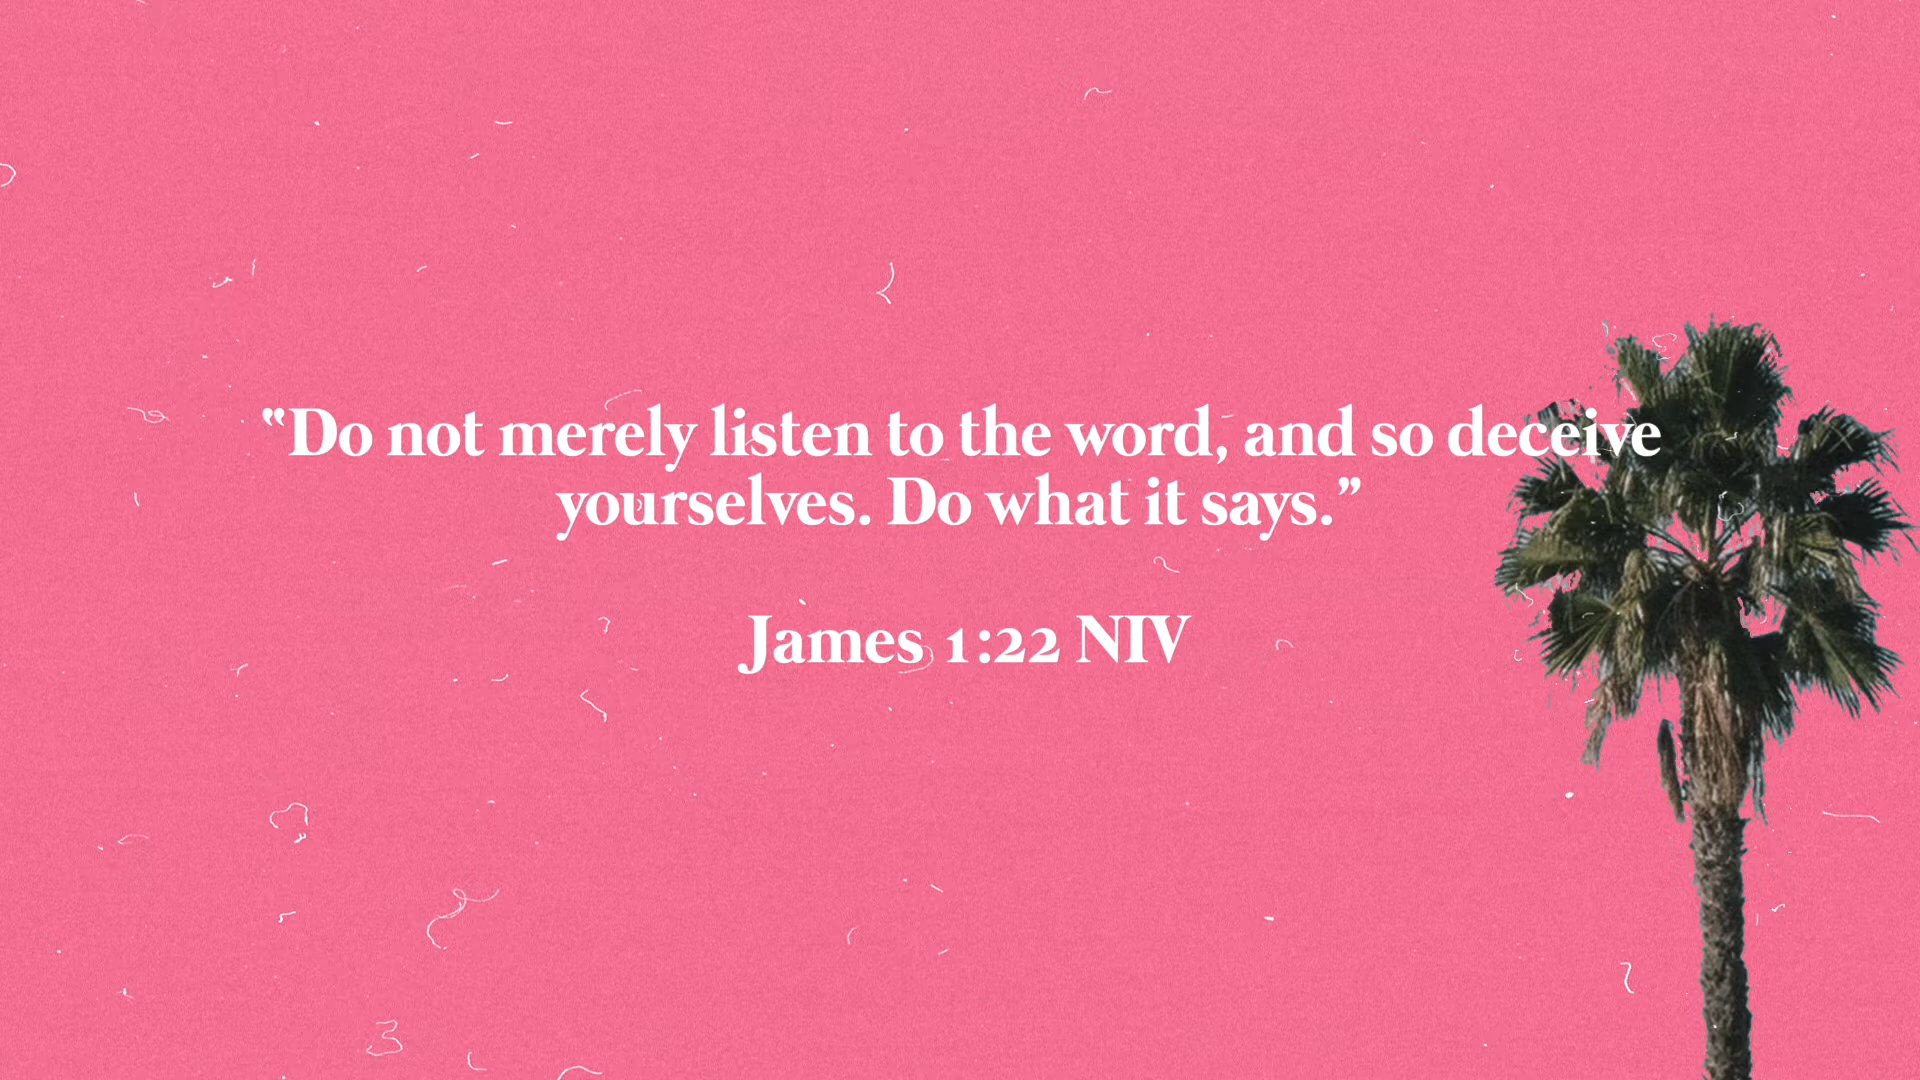 “Do not merely listen to the word, and so deceive
yourselves. Do what it says.”
James 1:22 NIV